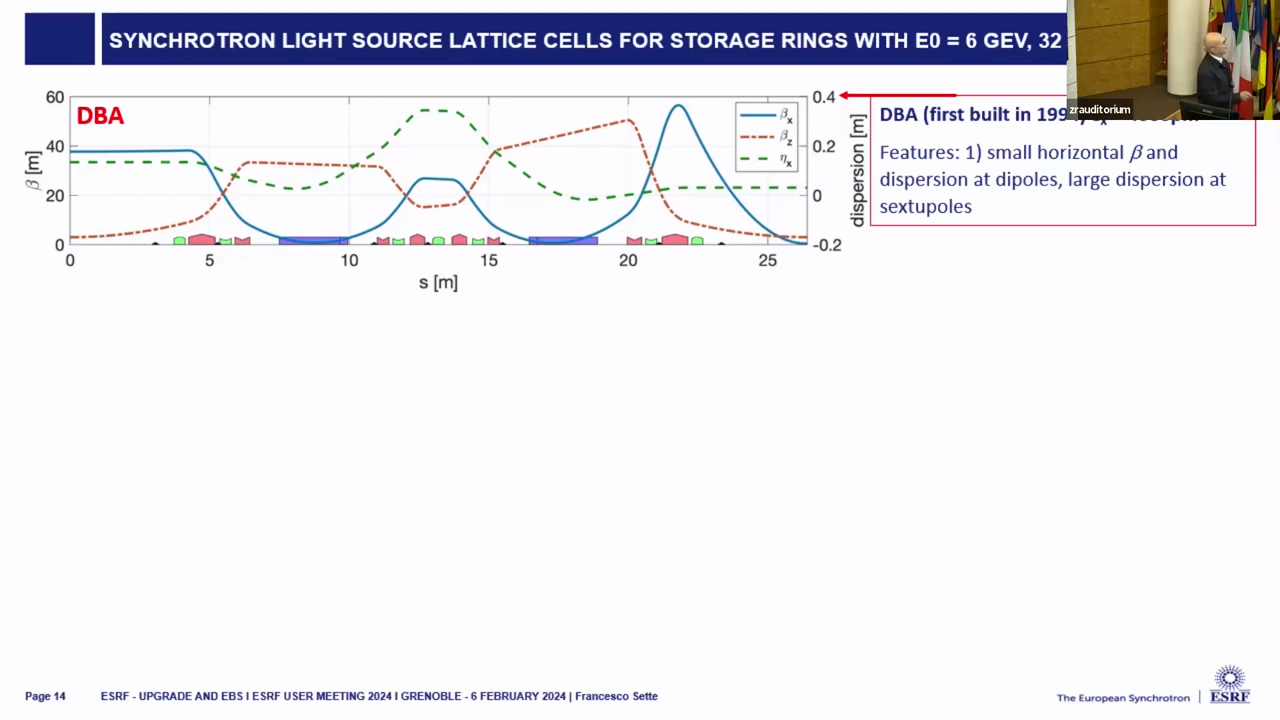 SYNCHROTRON LIGHT SOURCE LATTICE CELLS FOR STORAGE RINGS WITH E0 = 6 GEV, 32
60
40
20
0
β [m]
DBA
βx
βz
ηx
0.4
0.2
0
-0.2
dispersion [m]
0
5
10
15
20
25
s [m]
zrauditorium
DBA (first built in
Features: 1) small horizontal β and
dispersion at dipoles, large dispersion at
sextupoles
Page 14
ESRF - UPGRADE AND EBS I ESRF USER MEETING 2024 I GRENOBLE - 6 FEBRUARY 2024 | Francesco Sette
The European Synchrotron
ESRF